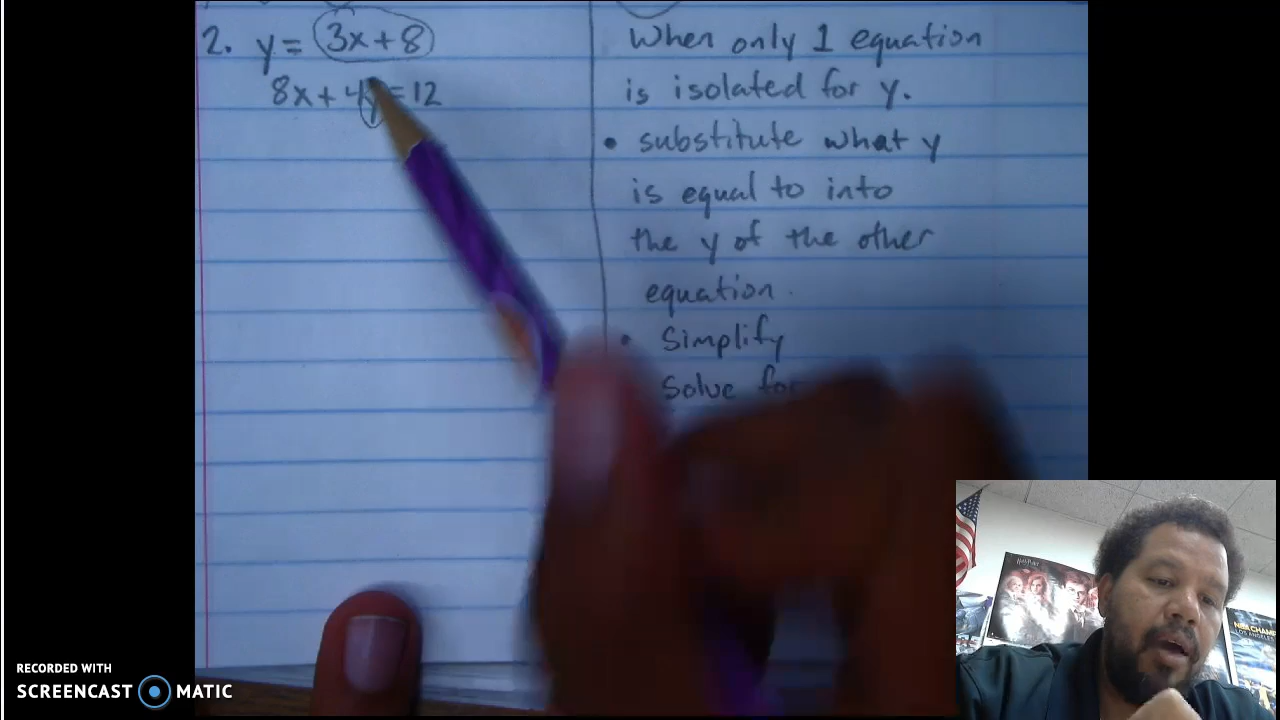 2. y = 3x + 8
8x + 4y = 12
When only 1 equation
is isolated for y.
• substitute what y
is equal to into
the y of the other
equation.
• Simplify
Solve for
RECORDED WITH
SCREENCAST MATIC